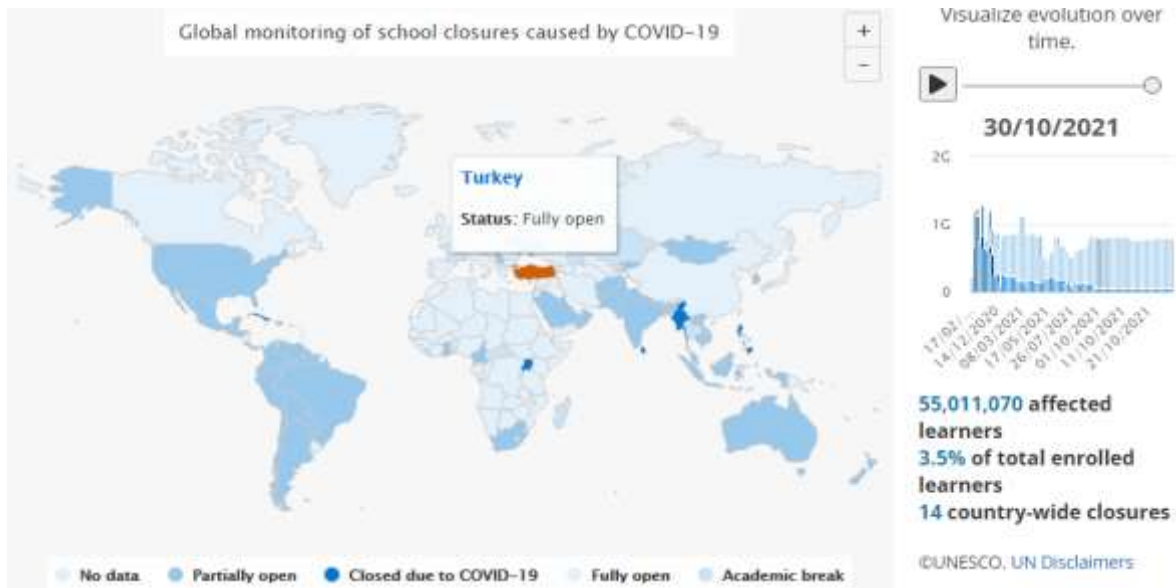 Global monitoring of school closures caused by COVID-19
+
−
Turkey
Status: Fully open
No data
Partially open
Closed due to COVID-19
Fully open
Academic break
Visualize evolution over
time.
30/10/2021
2G
1G
0
17/02/...
14/12/2020
08/03/2021
17/05/2021
26/07/2021
01/10/2021
11/10/2021
21/10/2021
55,011,070 affected
learners
3.5% of total enrolled
learners
14 country-wide closures
©UNESCO. UN Disclaimers